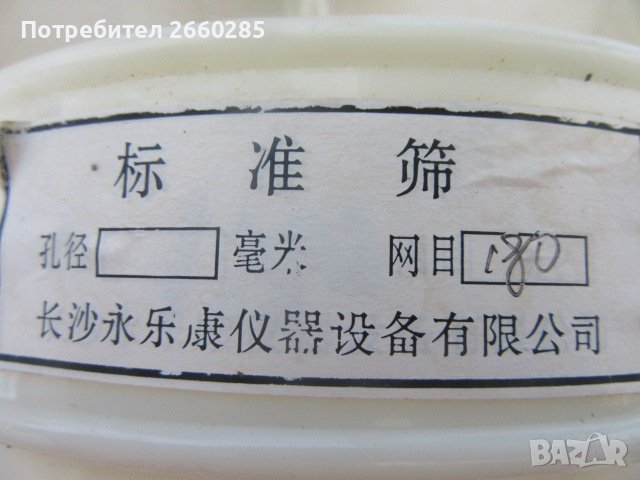 Потребител 2660285
标准筛
孔径 毫米 网目 180
长沙永乐康仪器设备有限公司
BAZAR